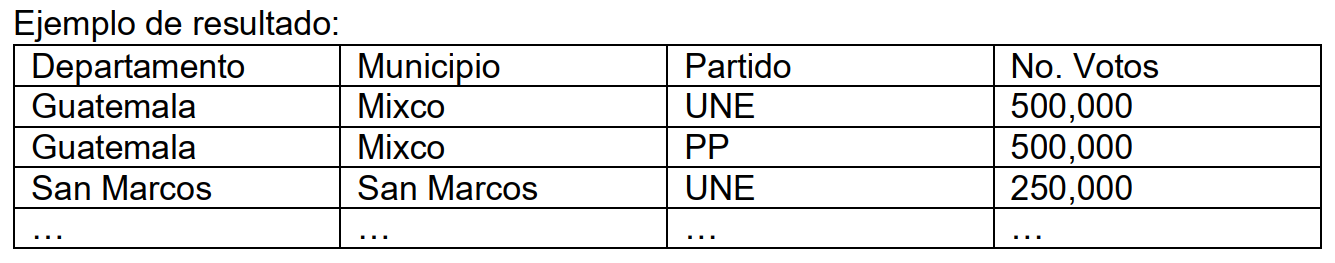 Ejemplo de resultado:
Departamento Municipio Partido No. Votos
Guatemala Mixco UNE 500,000
Guatemala Mixco PP 500,000
San Marcos San Marcos UNE 250,000
… … … …